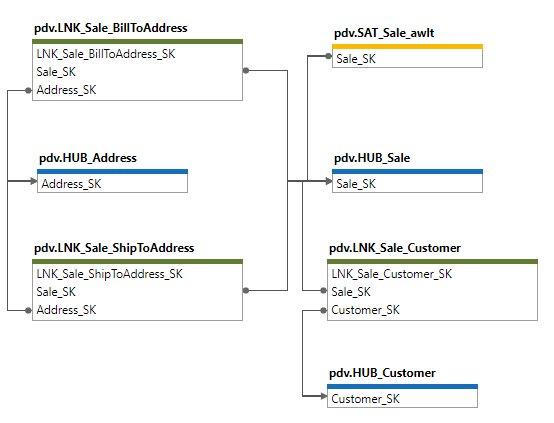 pdv.LNK_Sale_BillToAddress
LNK_Sale_BillToAddress_SK
Sale_SK
Address_SK
pdv.SAT_Sale_awlt
Sale_SK
pdv.HUB_Address
Address_SK
pdv.HUB_Sale
Sale_SK
pdv.LNK_Sale_ShipToAddress
LNK_Sale_ShipToAddress_SK
Sale_SK
Address_SK
pdv.LNK_Sale_Customer
LNK_Sale_Customer_SK
Sale_SK
Customer_SK
pdv.HUB_Customer
Customer_SK